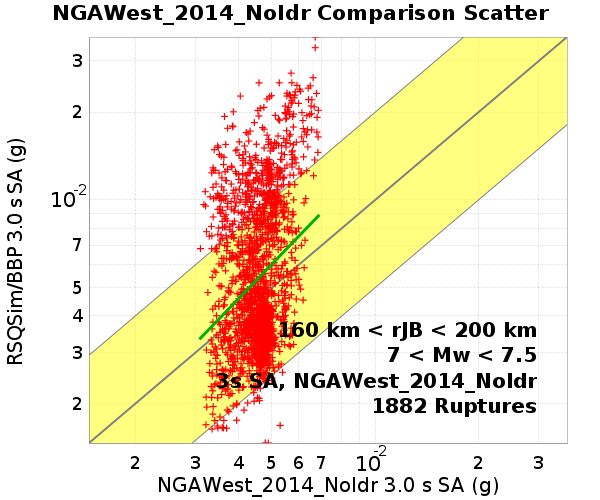 NGAWest_2014_NoIdr Comparison Scatter
RSQSim/BBP 3.0 s SA (g)
3
2
10-2
7
5
4
3
2
160 km < rJB < 200 km
7 < Mw < 7.5
3s SA, NGAWest_2014_NoIdr
1882 Ruptures
2 3 4 5 6 7 10-2 2 3
NGAWest_2014_NoIdr 3.0 s SA (g)